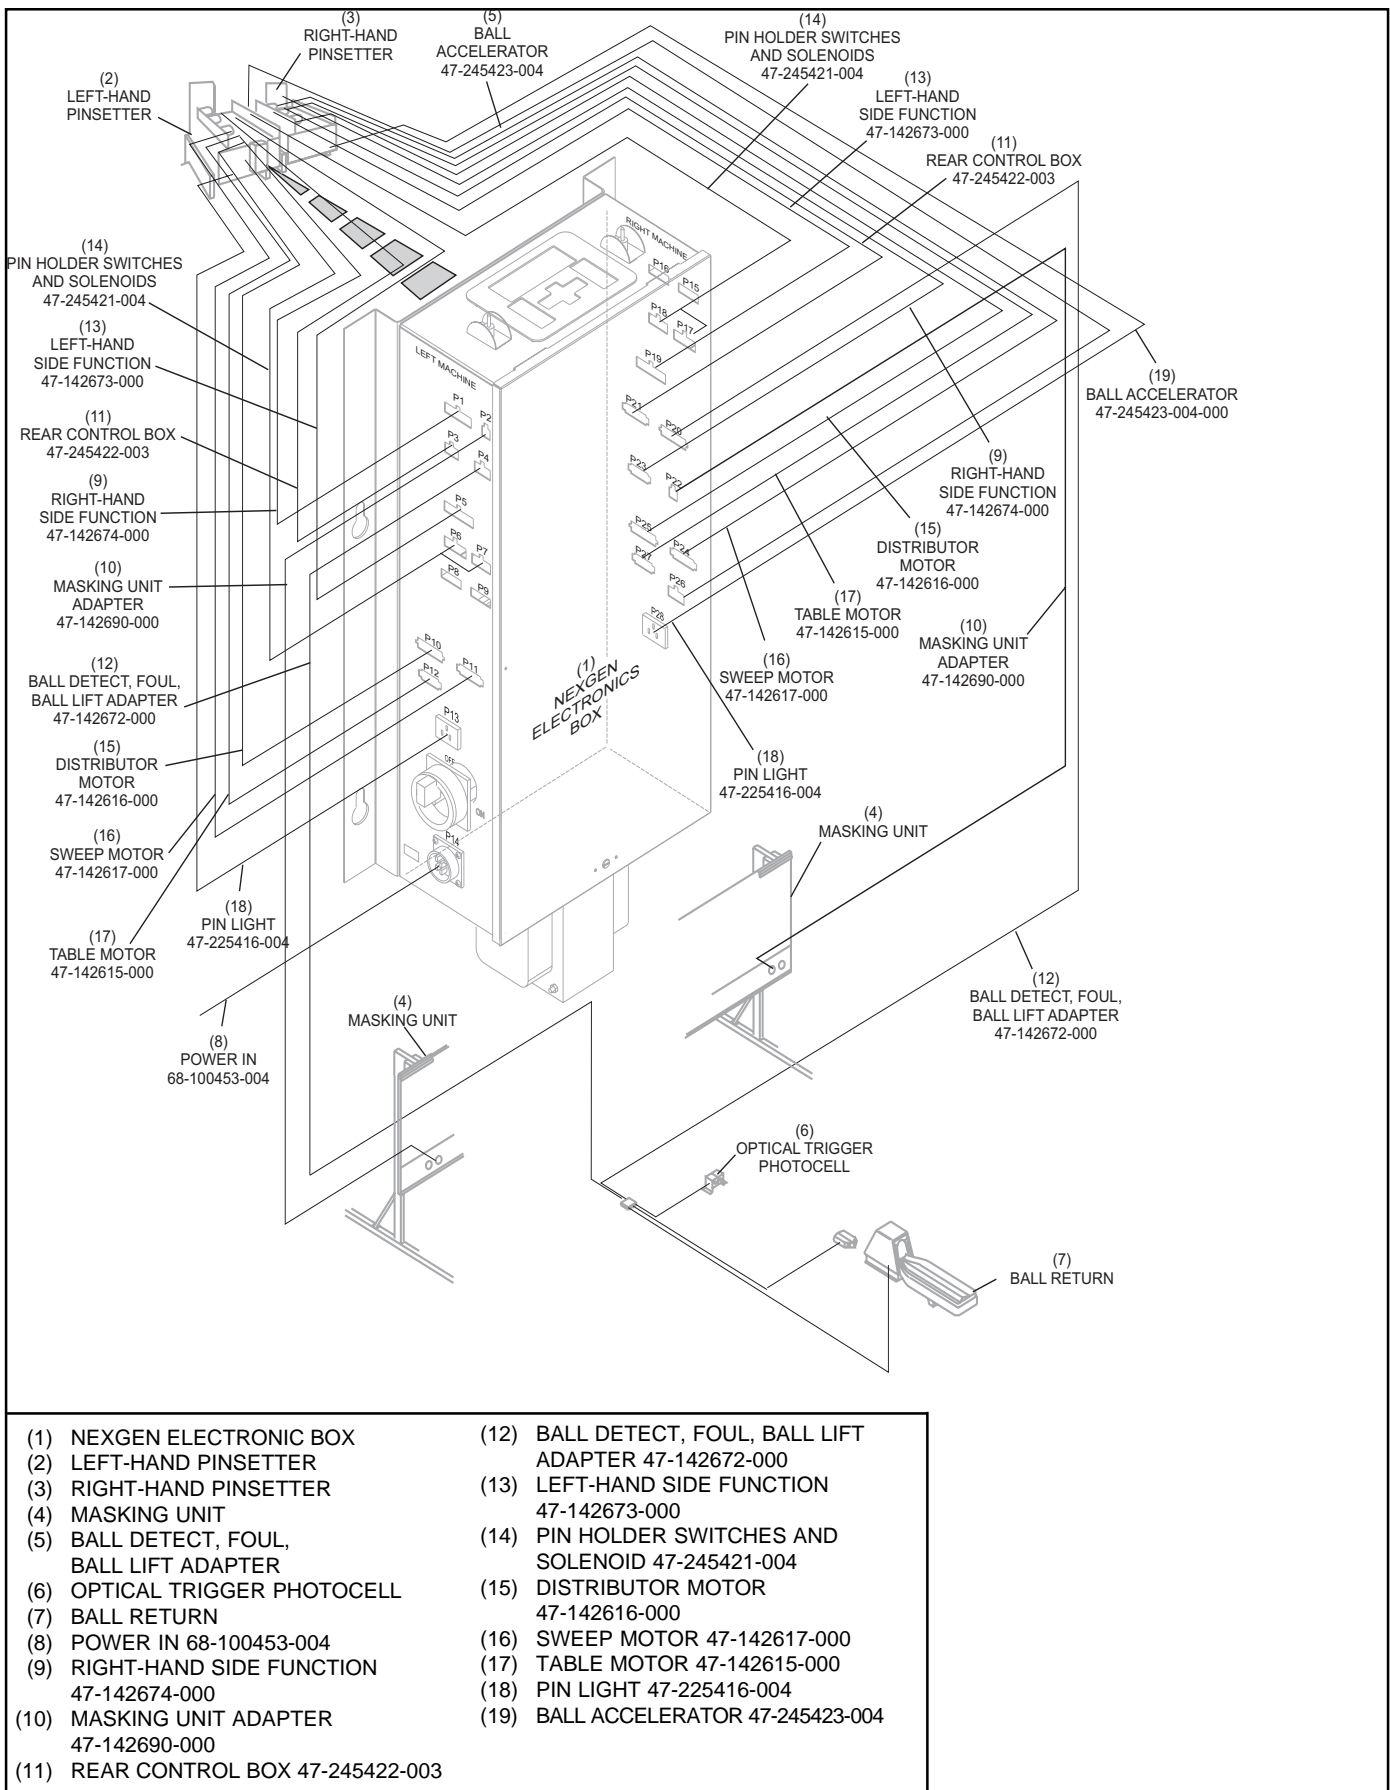 (3)
RIGHT-HAND
PINSETTER
(5)
BALL
ACCELERATOR
47-245423-004
(14)
PIN HOLDER SWITCHES
AND SOLENOIDS
47-245421-004
(2)
LEFT-HAND
PINSETTER
(13)
LEFT-HAND
SIDE FUNCTION
47-142673-000
(11)
REAR CONTROL BOX
47-245422-003
(14)
PIN HOLDER SWITCHES
AND SOLENOIDS
47-245421-004
(13)
LEFT-HAND
SIDE FUNCTION
47-142673-000
(11)
REAR CONTROL BOX
47-245422-003
(9)
RIGHT-HAND
SIDE FUNCTION
47-142674-000
(10)
MASKING UNIT
ADAPTER
47-142690-000
(12)
BALL DETECT, FOUL,
BALL LIFT ADAPTER
47-142672-000
(15)
DISTRIBUTOR
MOTOR
47-142616-000
(16)
SWEEP MOTOR
47-142617-000
(18)
PIN LIGHT
47-225416-004
(17)
TABLE MOTOR
47-142615-000
(8)
POWER IN
68-100453-004
LEFT MACHINE
P1
P2
P3
P4
P5
P6
P7
P8
P9
P10
P11
P12
P13
OFF
ON
P14
RIGHT MACHINE
P16
P15
P18
P17
P19
P21
P20
P23
P22
P25
P24
P27
P26
P28
(1)
NEXGEN
ELECTRONICS
BOX
(19)
BALL ACCELERATOR
47-245423-004-000
(9)
RIGHT-HAND
SIDE FUNCTION
47-142674-000
(15)
DISTRIBUTOR
MOTOR
47-142616-000
(17)
TABLE MOTOR
47-142615-000
(10)
MASKING UNIT
ADAPTER
47-142690-000
(16)
SWEEP MOTOR
47-142617-000
(18)
PIN LIGHT
47-225416-004
(4)
MASKING UNIT
(12)
BALL DETECT, FOUL,
BALL LIFT ADAPTER
47-142672-000
(4)
MASKING UNIT
(6)
OPTICAL TRIGGER
PHOTOCELL
(7)
BALL RETURN
(1) NEXGEN ELECTRONIC BOX
(2) LEFT-HAND PINSETTER
(3) RIGHT-HAND PINSETTER
(4) MASKING UNIT
(5) BALL DETECT, FOUL,
BALL LIFT ADAPTER
(6) OPTICAL TRIGGER PHOTOCELL
(7) BALL RETURN
(8) POWER IN 68-100453-004
(9) RIGHT-HAND SIDE FUNCTION
47-142674-000
(10) MASKING UNIT ADAPTER
47-142690-000
(11) REAR CONTROL BOX 47-245422-003
(12) BALL DETECT, FOUL, BALL LIFT
ADAPTER 47-142672-000
(13) LEFT-HAND SIDE FUNCTION
47-142673-000
(14) PIN HOLDER SWITCHES AND
SOLENOID 47-245421-004
(15) DISTRIBUTOR MOTOR
47-142616-000
(16) SWEEP MOTOR 47-142617-000
(17) TABLE MOTOR 47-142615-000
(18) PIN LIGHT 47-225416-004
(19) BALL ACCELERATOR 47-245423-004